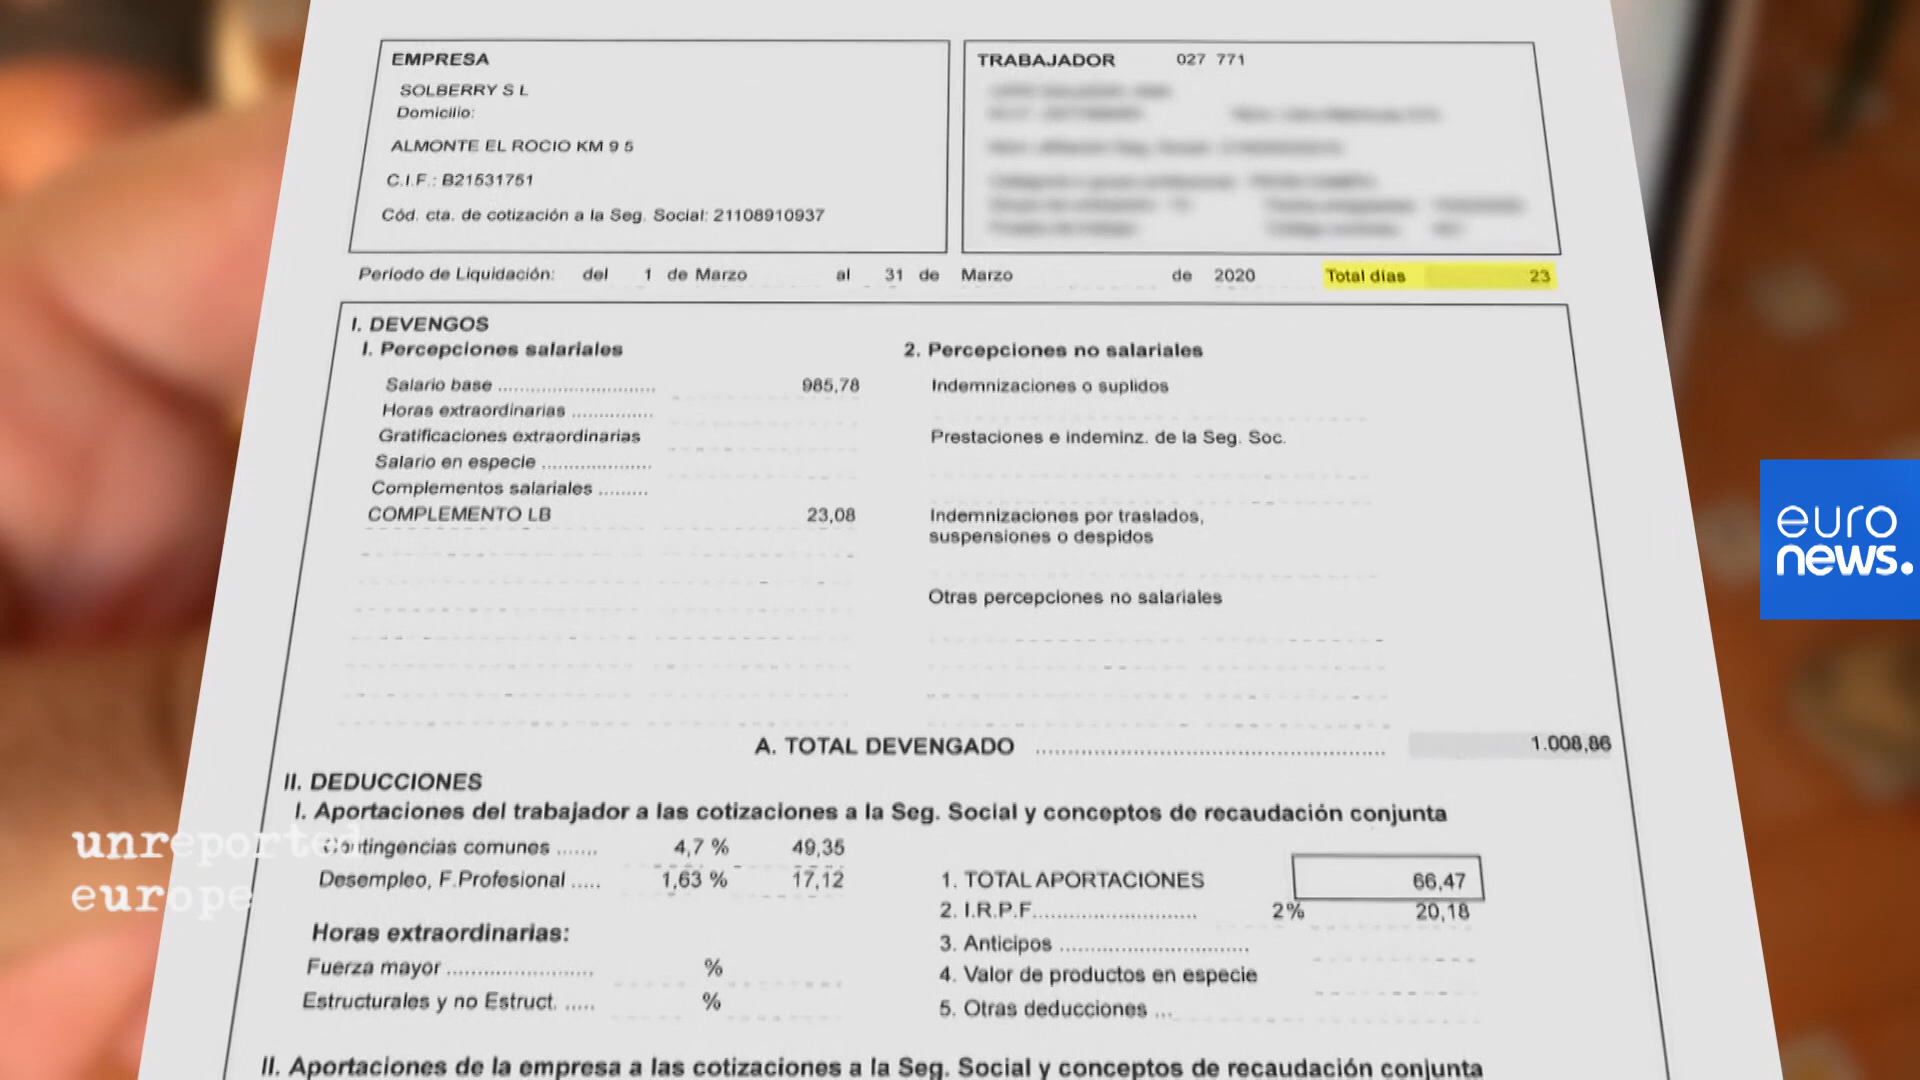 EMPRESA
SOLBERRY S L
Domicilio:
ALMONTE EL ROCIO KM 9 5
C.I.F.: B21531751
Cód. cta. de cotización a la Seg. Social: 21108910937
TRABAJADOR 027 771
Periodo de Liquidación: del 1 de Marzo al 31 de Marzo de 2020 Total días 23
I. DEVENGOS
I. Percepciones salariales
Salario base ............................ 985,78
Horas extraordinarias ..............
Gratificaciones extraordinarias
Salario en especie ...................
Complementos salariales .........
COMPLEMENTO LB 23,08
2. Percepciones no salariales
Indemnizaciones o suplidos
Prestaciones e indeminz. de la Seg. Soc.
Indemnizaciones por traslados,
suspensiones o despidos
Otras percepciones no salariales
A. TOTAL DEVENGADO ...................................................... 1.008,86
II. DEDUCCIONES
I. Aportaciones del trabajador a las cotizaciones a la Seg. Social y conceptos de recaudación conjunta
Contingencias comunes ....... 4,7 % 49,35
Desempleo, F.Profesional ..... 1,63 % 17,12
Horas extraordinarias:
Fuerza mayor ......................... %
Estructurales y no Estruct. ..... %
1. TOTAL APORTACIONES 66,47
2. I.R.P.F............................ 2% 20,18
3. Anticipos ................................
4. Valor de productos en especie
5. Otras deducciones ...
II. Aportaciones de la empresa a las cotizaciones a la Seg. Social y conceptos de recaudación conjunta
unreported
europe
euro
news.